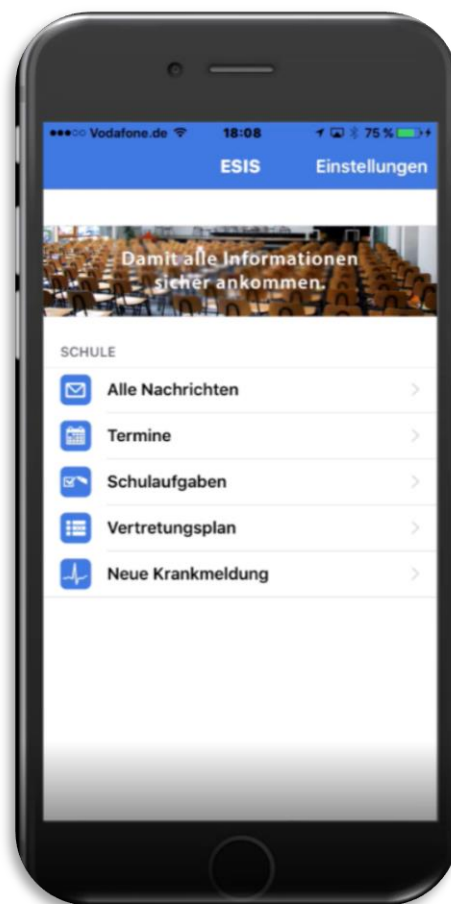 Vodafone.de 18:08 75 %
ESIS Einstellungen
Damit alle Informationen
sicher ankommen.
SCHULE
Alle Nachrichten
Termine
Schulaufgaben
Vertretungsplan
Neue Krankmeldung